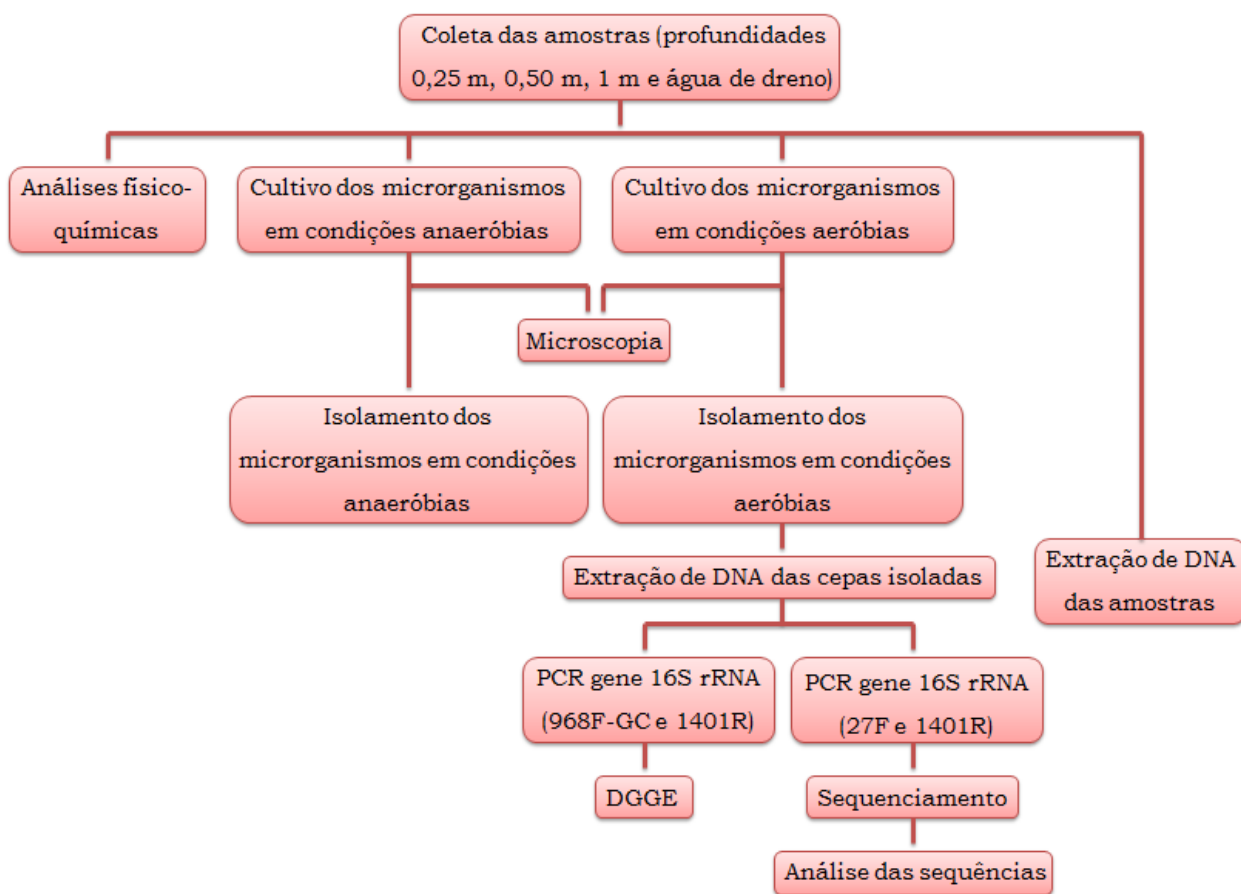 Coleta das amostras (profundidades
0,25 m, 0,50 m, 1 m e água de dreno)
Análises físico-
químicas
Cultivo dos microrganismos
em condições anaeróbias
Cultivo dos microrganismos
em condições aeróbias
Microscopia
Isolamento dos
microrganismos em condições
anaeróbias
Isolamento dos
microrganismos em condições
aeróbias
Extração de DNA das cepas isoladas
Extração de DNA
das amostras
PCR gene 16S rRNA
(968F-GC e 1401R)
PCR gene 16S rRNA
(27F e 1401R)
DGGE
Sequenciamento
Análise das sequências